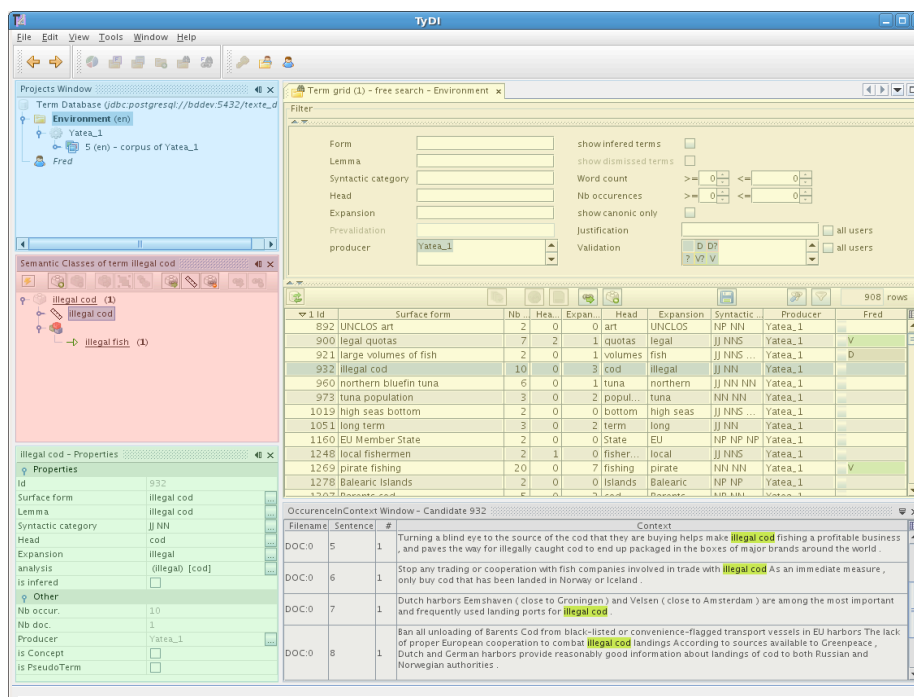 TyDI
File Edit View Tools Window Help
Projects Window
Term Database (jdbc:postgresql://bddev:5432/texte_d
Environment (en)
Yatea_1
5 (en) - corpus of Yatea_1
Fred
Semantic Classes of term illegal cod
illegal cod (1)
illegal cod
illegal fish (1)
illegal cod - Properties
Properties
Id 932
Surface form illegal cod
Lemma illegal cod
Syntactic category JJ NN
Head cod
Expansion illegal
analysis (illegal) [cod]
is infered
Other
Nb occur. 10
Nb doc. 1
Producer Yatea_1
is Concept
is PseudoTerm
Term grid (1) - free search - Environment
Filter
Form show infered terms
Lemma show dismissed terms
Syntactic category Word count >= 0 <= 0
Head Nb occurences >= 0 <= 0
Expansion show canonic only
Prevalidation Justification all users
producer Yatea_1 Validation D D? all users
? V? V
908 rows
1 Id Surface form Nb ... Hea... Expan... Head Expansion Syntactic ... Producer Fred
892 UNCLOS art 2 0 0 art UNCLOS NP NN Yatea_1
900 legal quotas 7 2 1 quotas legal JJ NNS Yatea_1 V
921 large volumes of fish 2 0 1 volumes fish JJ NNS ... Yatea_1 D
932 illegal cod 10 0 3 cod illegal JJ NN Yatea_1
960 northern bluefin tuna 6 0 1 tuna northern JJ NN NN Yatea_1
973 tuna population 3 0 2 popul... tuna NN NN Yatea_1
1019 high seas bottom 2 0 0 bottom high seas JJ NNS ... Yatea_1
1051 long term 3 0 2 term long JJ NN Yatea_1
1160 EU Member State 2 0 0 State EU NP NP NP Yatea_1
1248 local fishermen 2 1 0 fisher... local JJ NNS Yatea_1
1269 pirate fishing 20 0 7 fishing pirate NN NN Yatea_1 V
1278 Balearic Islands 2 0 0 Islands Balearic NP NP Yatea_1
1307 Barents cod 5 0 2 cod Barents NP NN Yatea_1
OccurenceInContext Window - Candidate 932
Filename Sentence # Context
DOC:0 5 1 Turning a blind eye to the source of the cod that they are buying helps make illegal cod fishing a profitable business
, and paves the way for illegally caught cod to end up packaged in the boxes of major brands around the world .
DOC:0 6 1 Stop any trading or cooperation with fish companies involved in trade with illegal cod As an immediate measure ,
only buy cod that has been landed in Norway or Iceland .
DOC:0 7 1 Dutch harbors Eemshaven ( close to Groningen ) and Velsen ( close to Amsterdam ) are among the most important
and frequently used landing ports for illegal cod .
DOC:0 8 1 Ban all unloading of Barents Cod from black-listed or convenience-flagged transport vessels in EU harbors The lack
of proper European cooperation to combat illegal cod landings According to sources available to Greenpeace ,
Dutch and German harbors provide reasonably good information about landings of cod to both Russian and
Norwegian authorities .